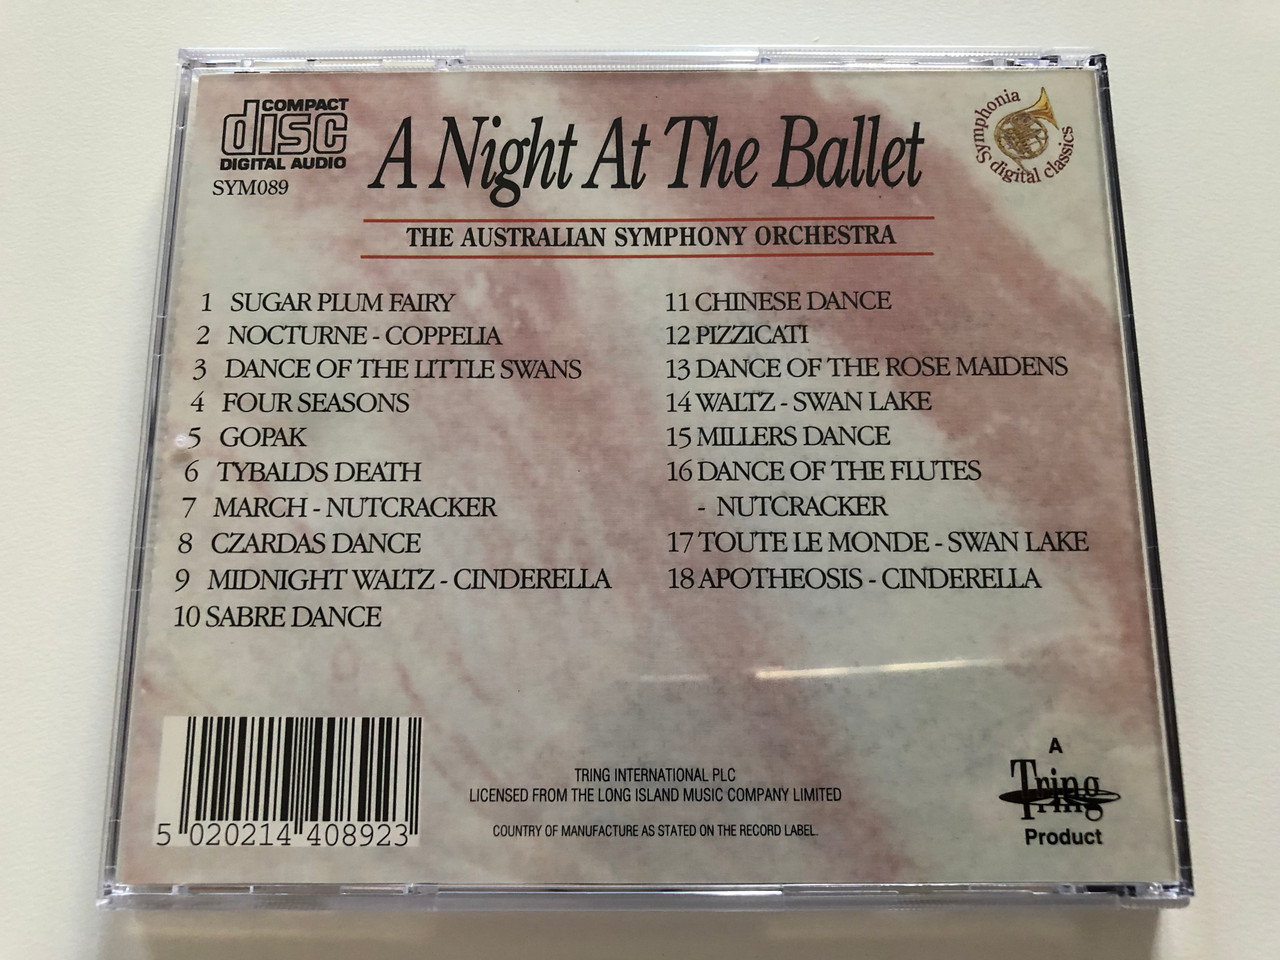 COMPACT
disc
DIGITAL AUDIO
SYM089
A Night At The Ballet
Symphonia
digital classics
THE AUSTRALIAN SYMPHONY ORCHESTRA
1 SUGAR PLUM FAIRY
2 NOCTURNE - COPPELIA
3 DANCE OF THE LITTLE SWANS
4 FOUR SEASONS
5 GOPAK
6 TYBALDS DEATH
7 MARCH - NUTCRACKER
8 CZARDAS DANCE
9 MIDNIGHT WALTZ - CINDERELLA
10 SABRE DANCE
11 CHINESE DANCE
12 PIZZICATI
13 DANCE OF THE ROSE MAIDENS
14 WALTZ - SWAN LAKE
15 MILLERS DANCE
16 DANCE OF THE FLUTES
- NUTCRACKER
17 TOUTE LE MONDE - SWAN LAKE
18 APOTHEOSIS - CINDERELLA
5 020214 408923
TRING INTERNATIONAL PLC
LICENSED FROM THE LONG ISLAND MUSIC COMPANY LIMITED
COUNTRY OF MANUFACTURE AS STATED ON THE RECORD LABEL.
A
Tring
Product